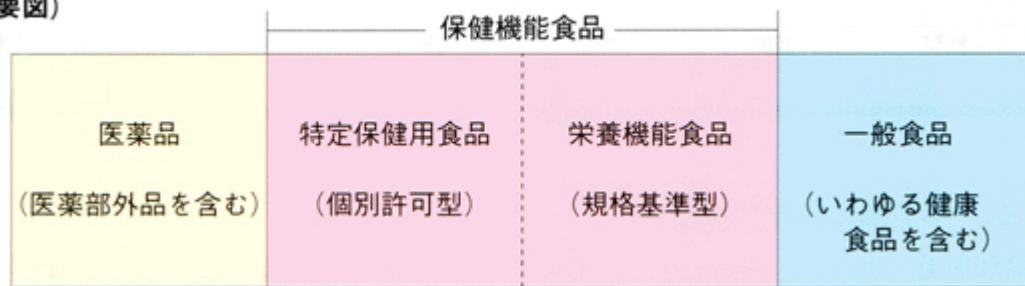 要図）
保健機能食品
医薬品
（医薬部外品を含む）
特定保健用食品
（個別許可型）
栄養機能食品
（規格基準型）
一般食品
（いわゆる健康
食品を含む）